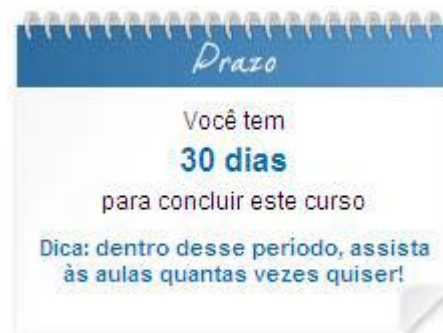 Prazo
Você tem
30 dias
para concluir este curso
Dica: dentro desse período, assista
às aulas quantas vezes quiser!